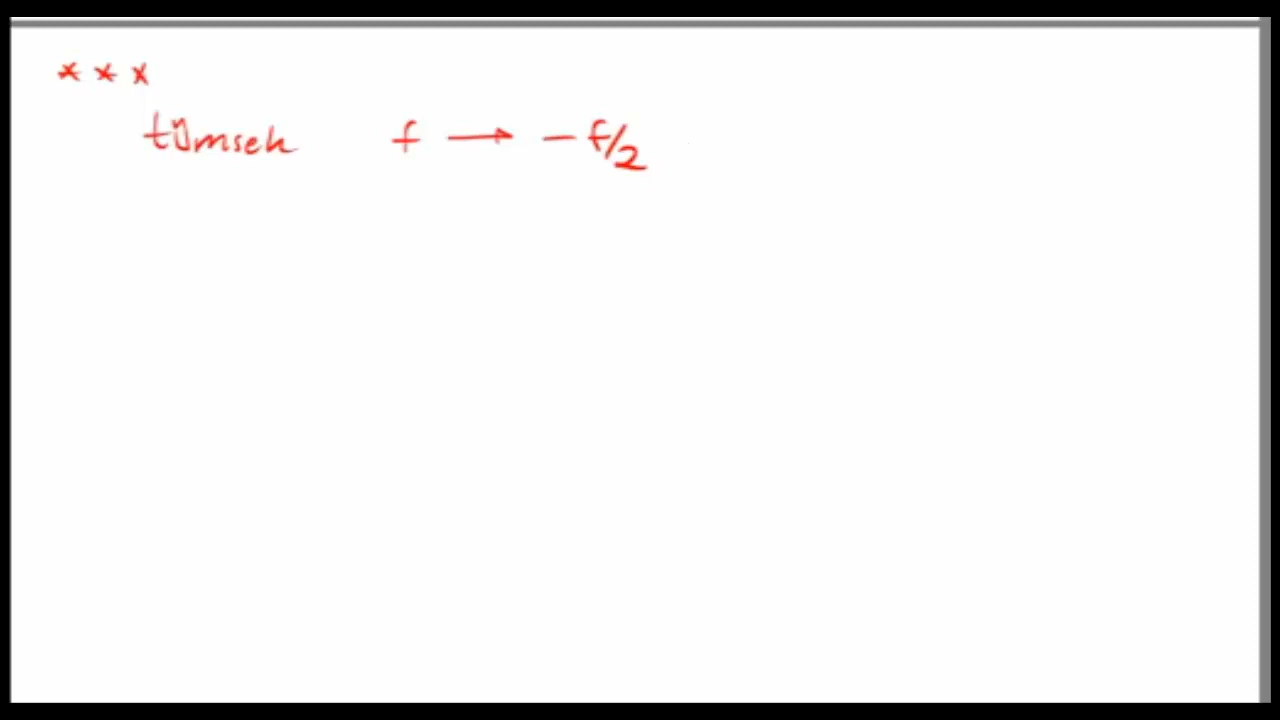 ***
tümsek f → - f/2